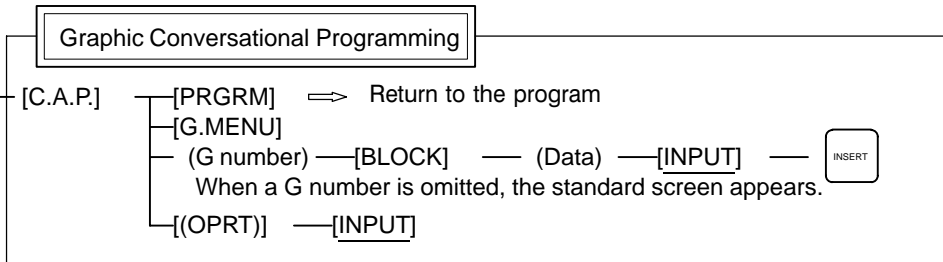 Graphic Conversational Programming
[C.A.P.] [PRGRM] ⇨ Return to the program
[G.MENU]
(G number) [BLOCK] (Data) [INPUT] INSERT
When a G number is omitted, the standard screen appears.
[(OPRT)] [INPUT]